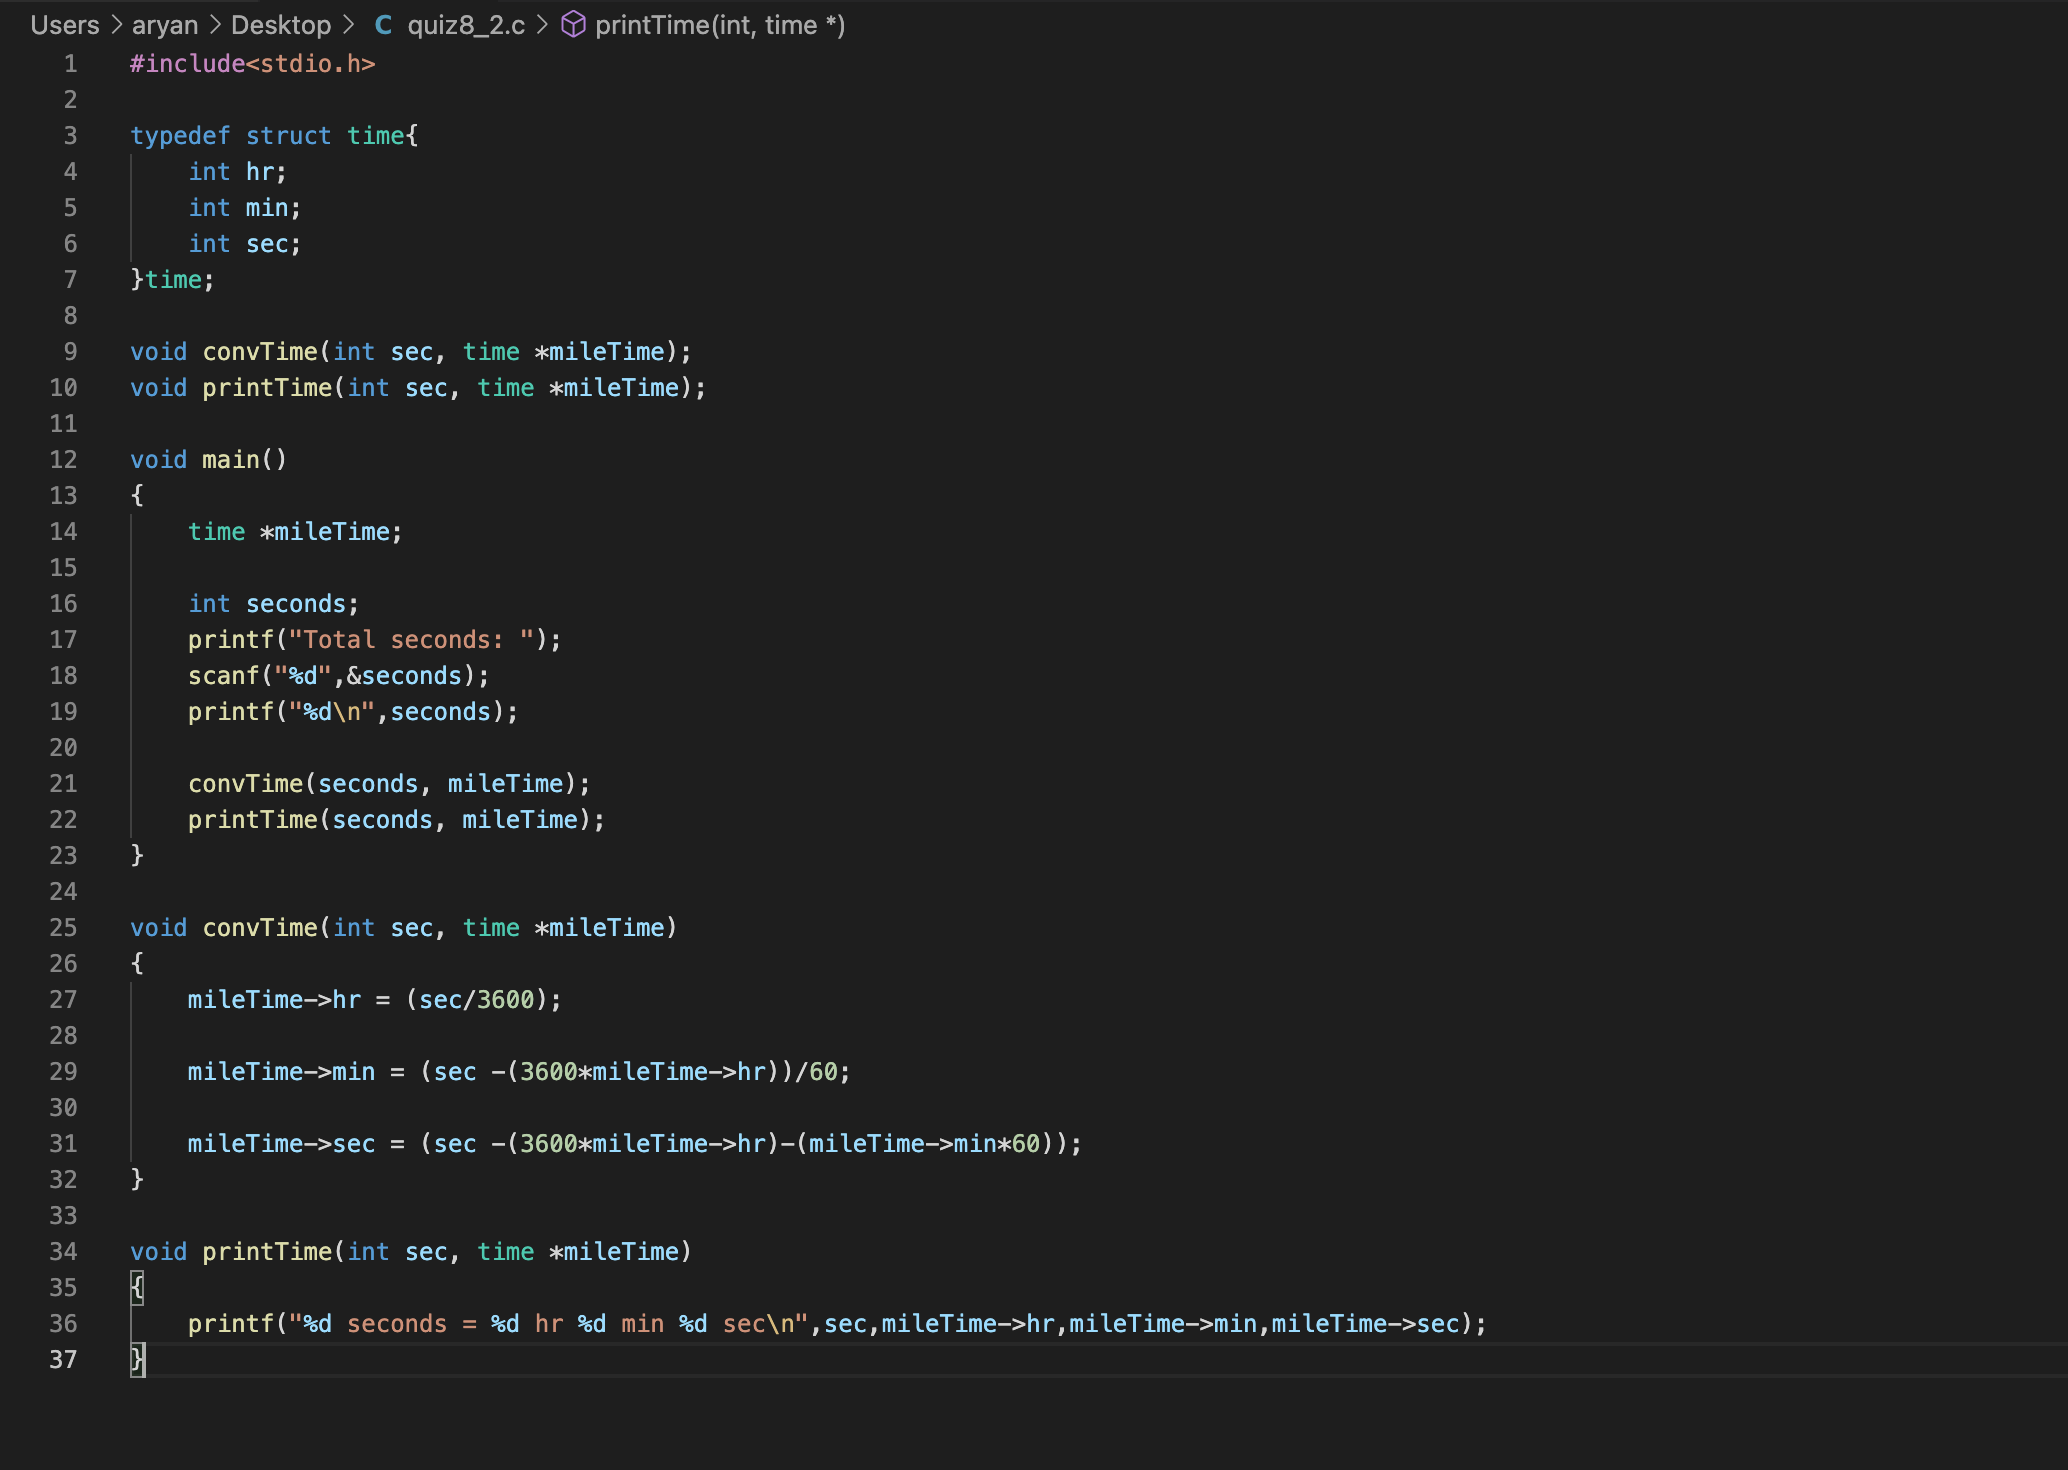 Users > aryan > Desktop > C quiz8_2.c > printTime(int, time *)
1 #include<stdio.h>
2
3 typedef struct time{
4     int hr;
5     int min;
6     int sec;
7 }time;
8
9 void convTime(int sec, time *mileTime);
10 void printTime(int sec, time *mileTime);
11
12 void main()
13 {
14     time *mileTime;
15
16     int seconds;
17     printf("Total seconds: ");
18     scanf("%d",&seconds);
19     printf("%d\n",seconds);
20
21     convTime(seconds, mileTime);
22     printTime(seconds, mileTime);
23 }
24
25 void convTime(int sec, time *mileTime)
26 {
27     mileTime->hr = (sec/3600);
28
29     mileTime->min = (sec -(3600*mileTime->hr))/60;
30
31     mileTime->sec = (sec -(3600*mileTime->hr)-(mileTime->min*60));
32 }
33
34 void printTime(int sec, time *mileTime)
35 {
36     printf("%d seconds = %d hr %d min %d sec\n",sec,mileTime->hr,mileTime->min,mileTime->sec);
37 }